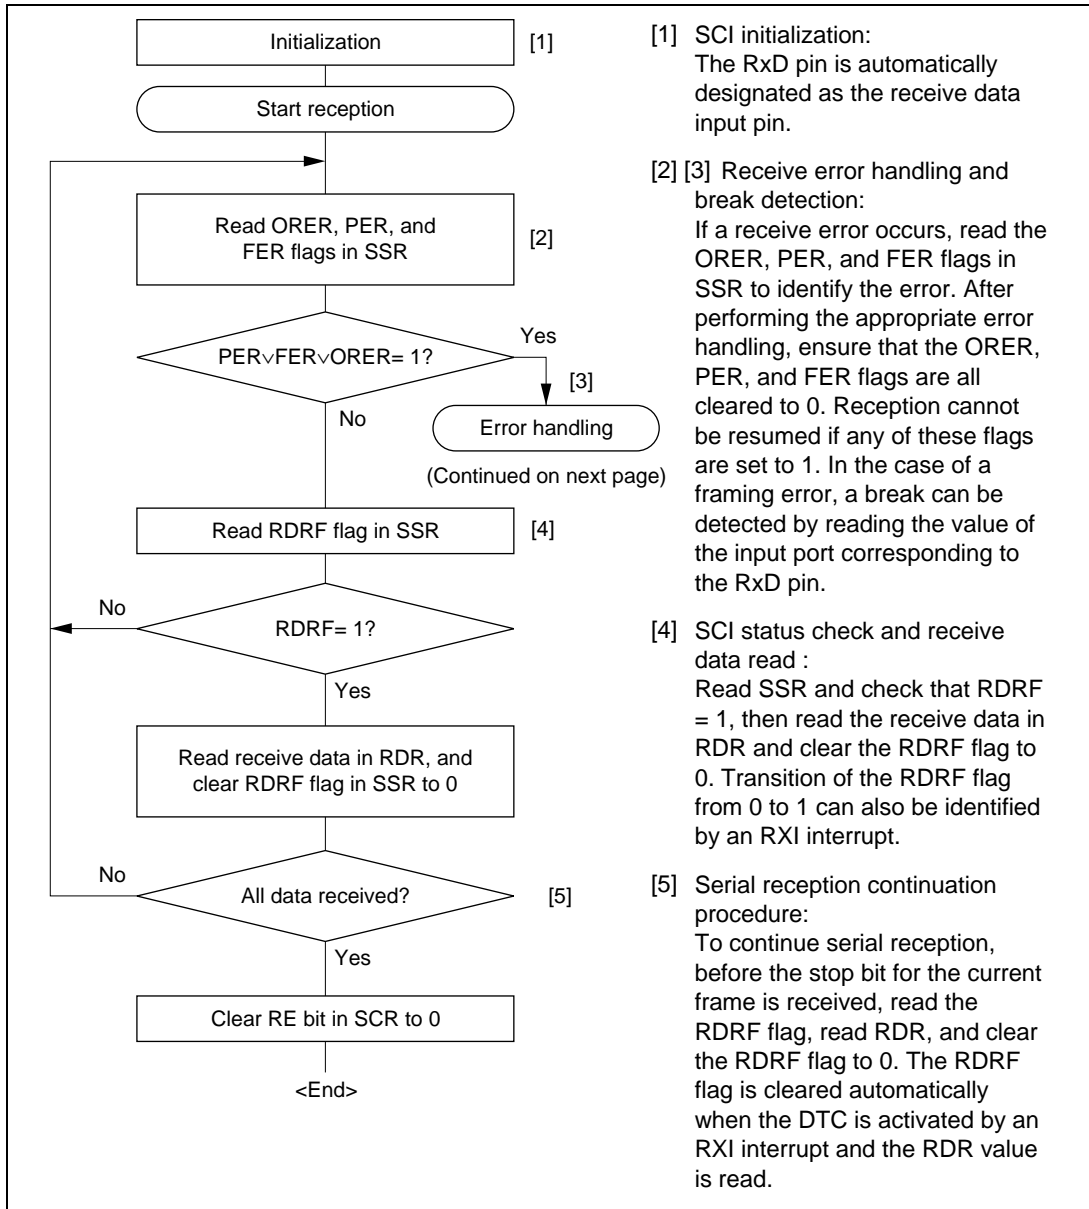 Initialization [1]
Start reception
Read ORER, PER, and
FER flags in SSR
[2]
PER∨FER∨ORER= 1?
Yes
[3]
No
Error handling
(Continued on next page)
Read RDRF flag in SSR [4]
No
RDRF= 1?
Yes
Read receive data in RDR, and
clear RDRF flag in SSR to 0
No
All data received? [5]
Yes
Clear RE bit in SCR to 0
<End>
[1] SCI initialization:
The RxD pin is automatically
designated as the receive data
input pin.
[2] [3] Receive error handling and
break detection:
If a receive error occurs, read the
ORER, PER, and FER flags in
SSR to identify the error. After
performing the appropriate error
handling, ensure that the ORER,
PER, and FER flags are all
cleared to 0. Reception cannot
be resumed if any of these flags
are set to 1. In the case of a
framing error, a break can be
detected by reading the value of
the input port corresponding to
the RxD pin.
[4] SCI status check and receive
data read :
Read SSR and check that RDRF
= 1, then read the receive data in
RDR and clear the RDRF flag to
0. Transition of the RDRF flag
from 0 to 1 can also be identified
by an RXI interrupt.
[5] Serial reception continuation
procedure:
To continue serial reception,
before the stop bit for the current
frame is received, read the
RDRF flag, read RDR, and clear
the RDRF flag to 0. The RDRF
flag is cleared automatically
when the DTC is activated by an
RXI interrupt and the RDR value
is read.